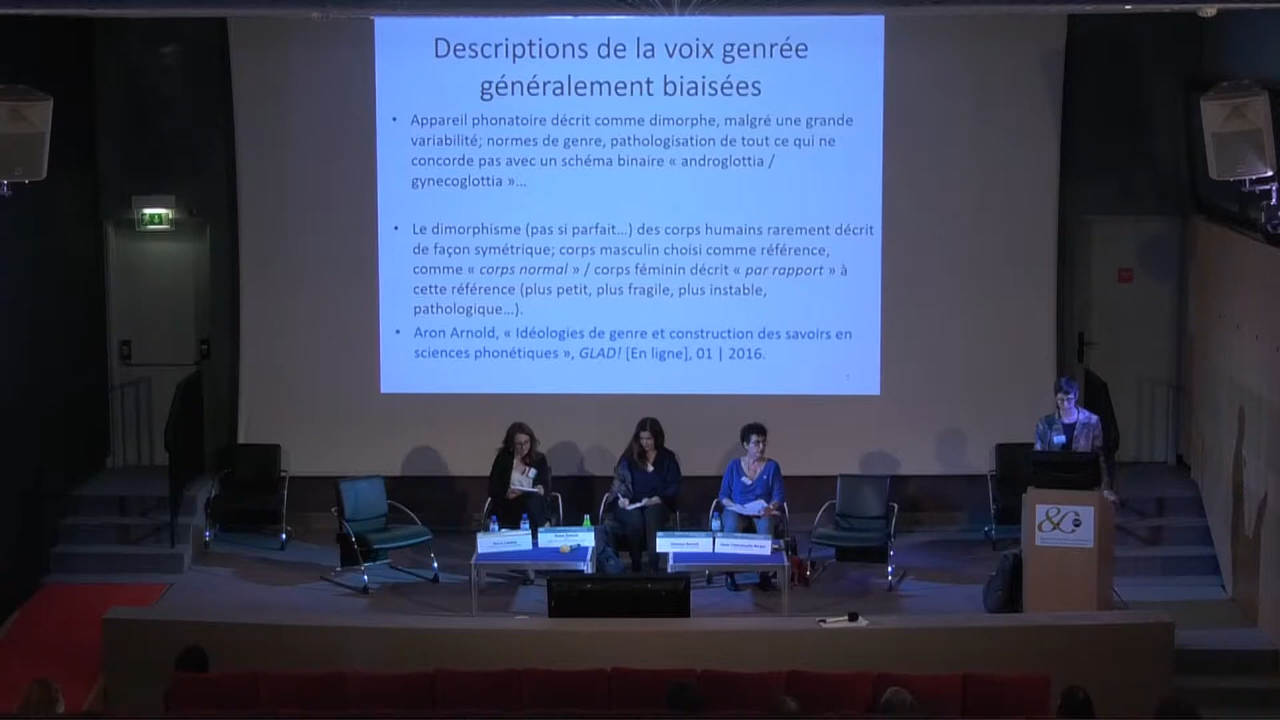 Descriptions de la voix genrée
généralement biaisées
• Appareil phonatoire décrit comme dimorphe, malgré une grande
variabilité; normes de genre, pathologisation de tout ce qui ne
concorde pas avec un schéma binaire « androglottia /
gynecoglottia »...
• Le dimorphisme (pas si parfait...) des corps humains rarement décrit
de façon symétrique; corps masculin choisi comme référence,
comme « corps normal » / corps féminin décrit « par rapport » à
cette référence (plus petit, plus fragile, plus instable,
pathologique...).
• Aron Arnold, « Idéologies de genre et construction des savoirs en
sciences phonétiques », GLAD! [En ligne], 01 | 2016.
&